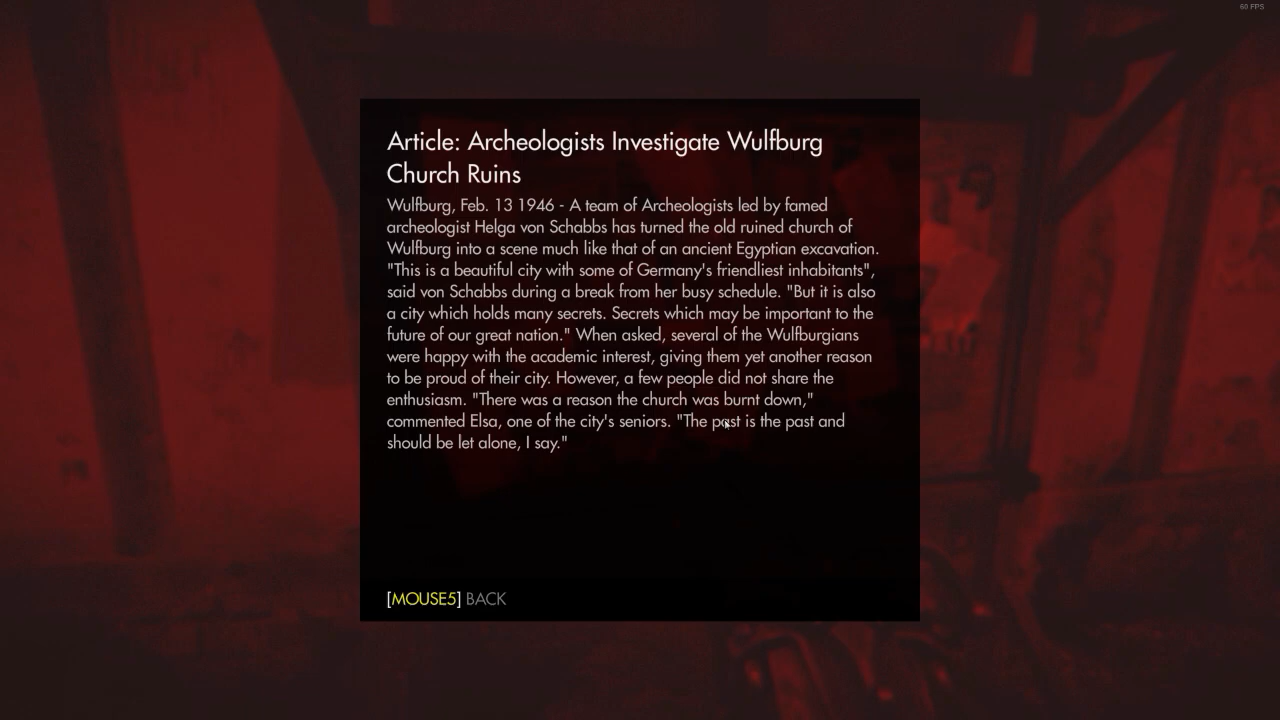 60 FPS
Article: Archeologists Investigate Wulfburg
Church Ruins
Wulfburg, Feb. 13 1946 - A team of Archeologists led by famed
archeologist Helga von Schabbs has turned the old ruined church of
Wulfburg into a scene much like that of an ancient Egyptian excavation.
"This is a beautiful city with some of Germany's friendliest inhabitants",
said von Schabbs during a break from her busy schedule. "But it is also
a city which holds many secrets. Secrets which may be important to the
future of our great nation." When asked, several of the Wulfburgians
were happy with the academic interest, giving them yet another reason
to be proud of their city. However, a few people did not share the
enthusiasm. "There was a reason the church was burnt down,"
commented Elsa, one of the city's seniors. "The past is the past and
should be let alone, I say."
[MOUSE5] BACK